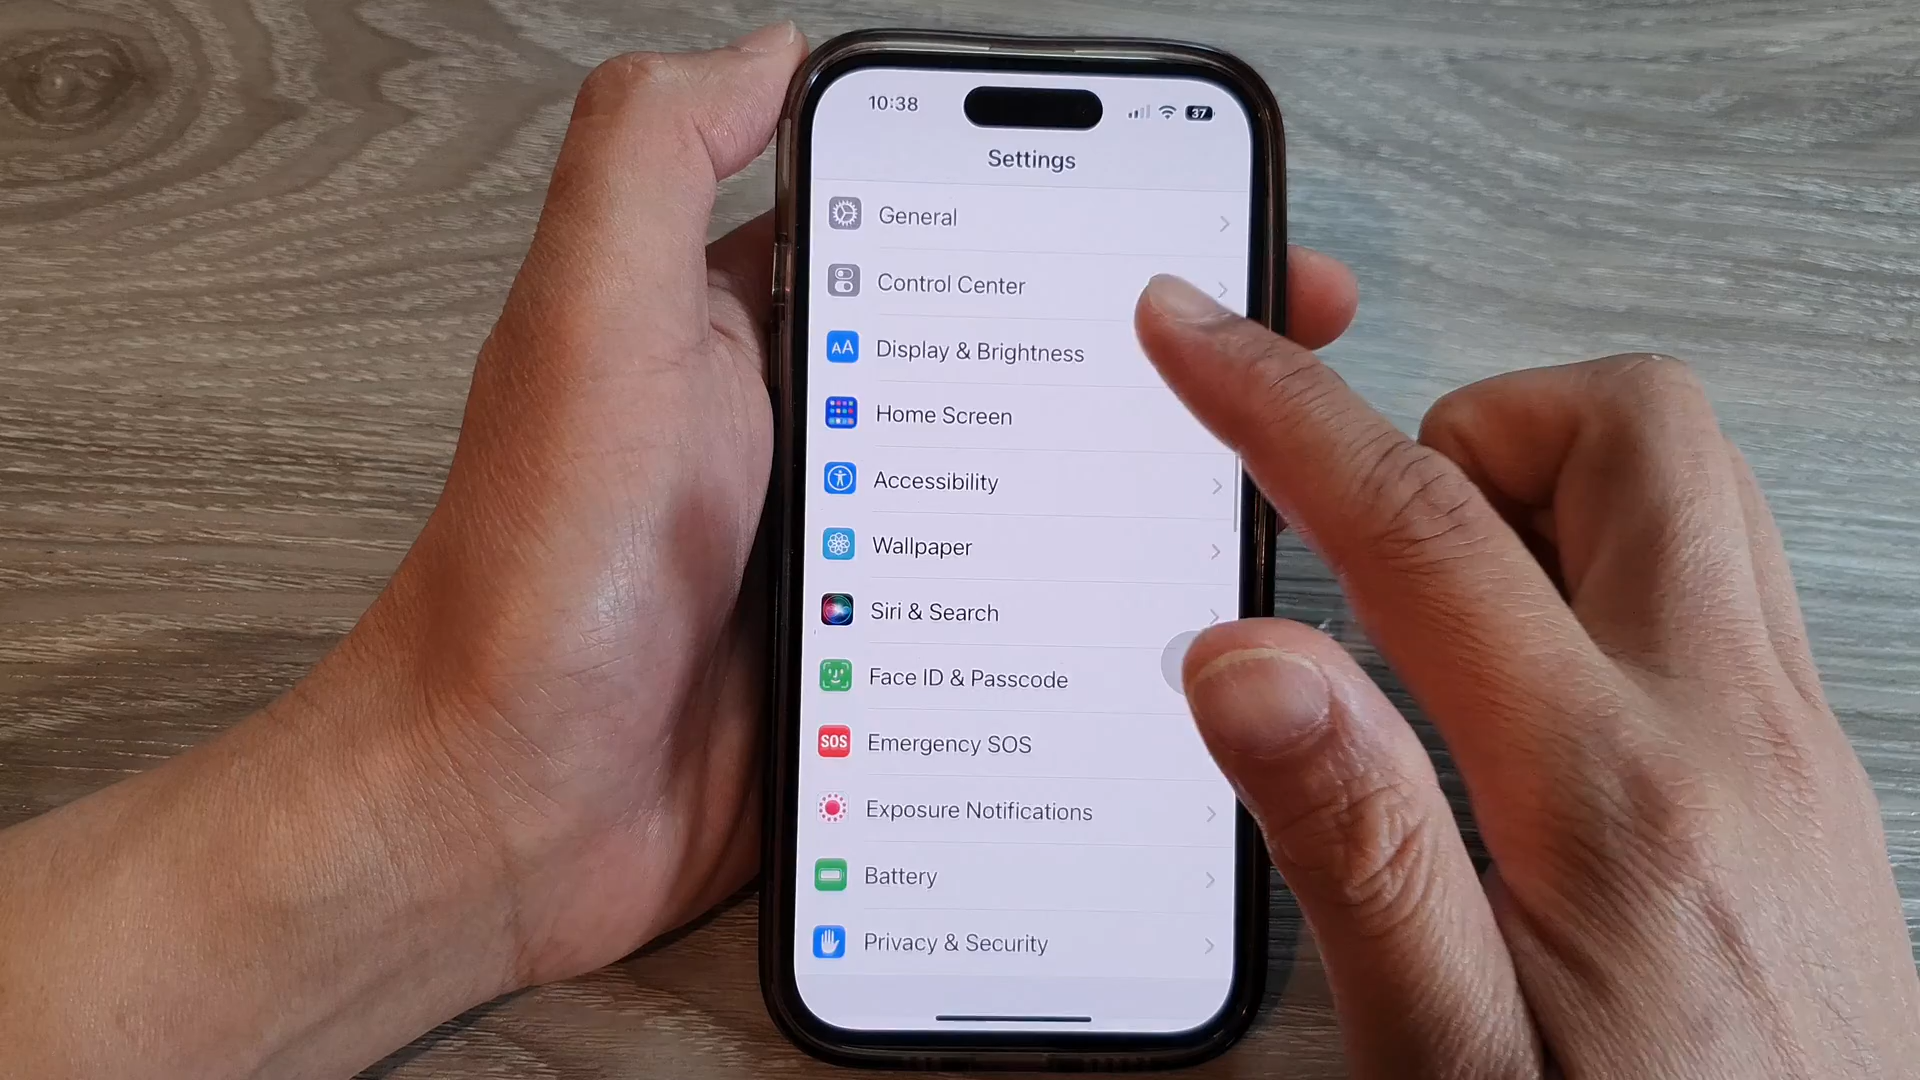 10:38
37
Settings
General
Control Center
AA
Display & Brightness
Home Screen
Accessibility
Wallpaper
Siri & Search
Face ID & Passcode
SOS
Emergency SOS
Exposure Notifications
Battery
Privacy & Security